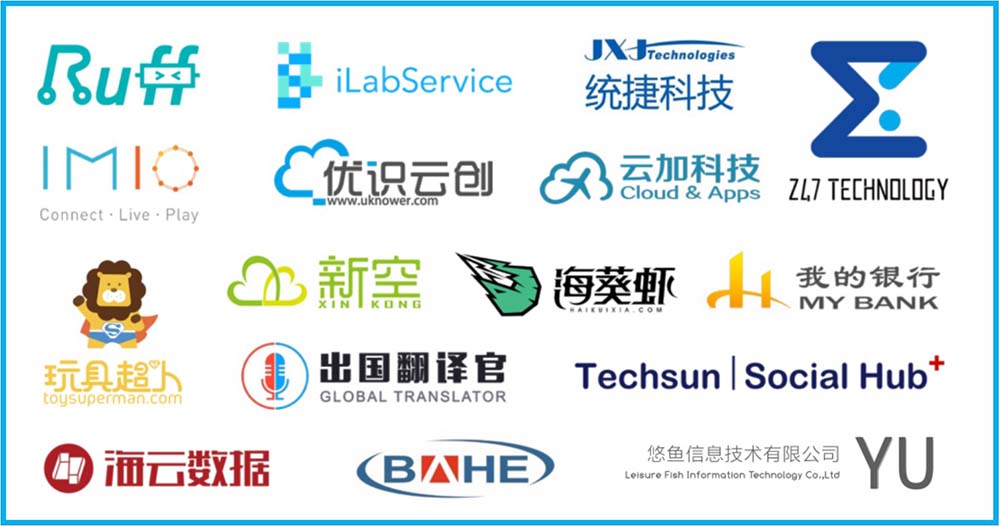 Ruff
iLabService
JXJ Technologies
统捷科技
Z47 TECHNOLOGY
IMIO
Connect · Live · Play
优识云创
www.uknower.com
云加科技
Cloud & Apps
新空
XIN KONG
海葵虾
HAIKUIXIA.COM
我的银行
MY BANK
玩具超人
toysuperman.com
出国翻译官
GLOBAL TRANSLATOR
Techsun | Social Hub+
海云数据
BAHE
悠鱼信息技术有限公司
Leisure Fish Information Technology Co.,Ltd
YU